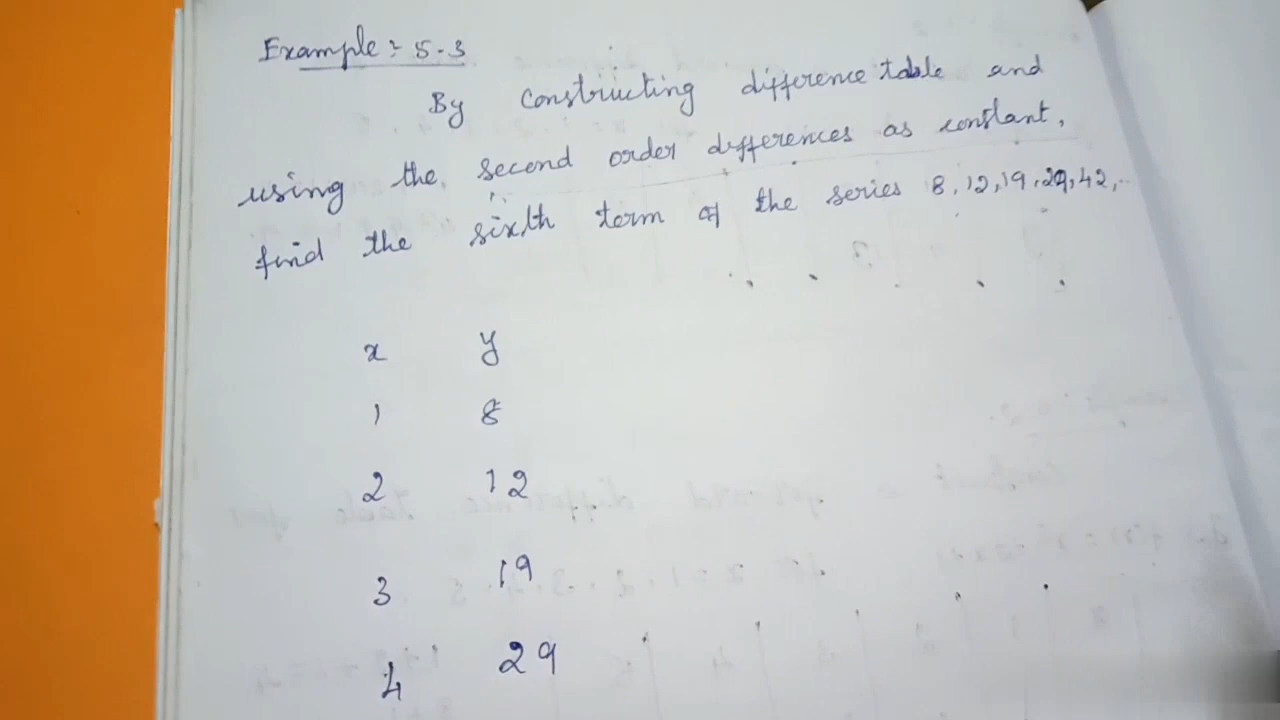 Example :- 5.3
By constructing difference table and
using the second order differences as constant,
find the sixth term of the series 8, 12, 19, 29, 42, ..
x y
1 8
2 12
3 19
4 29